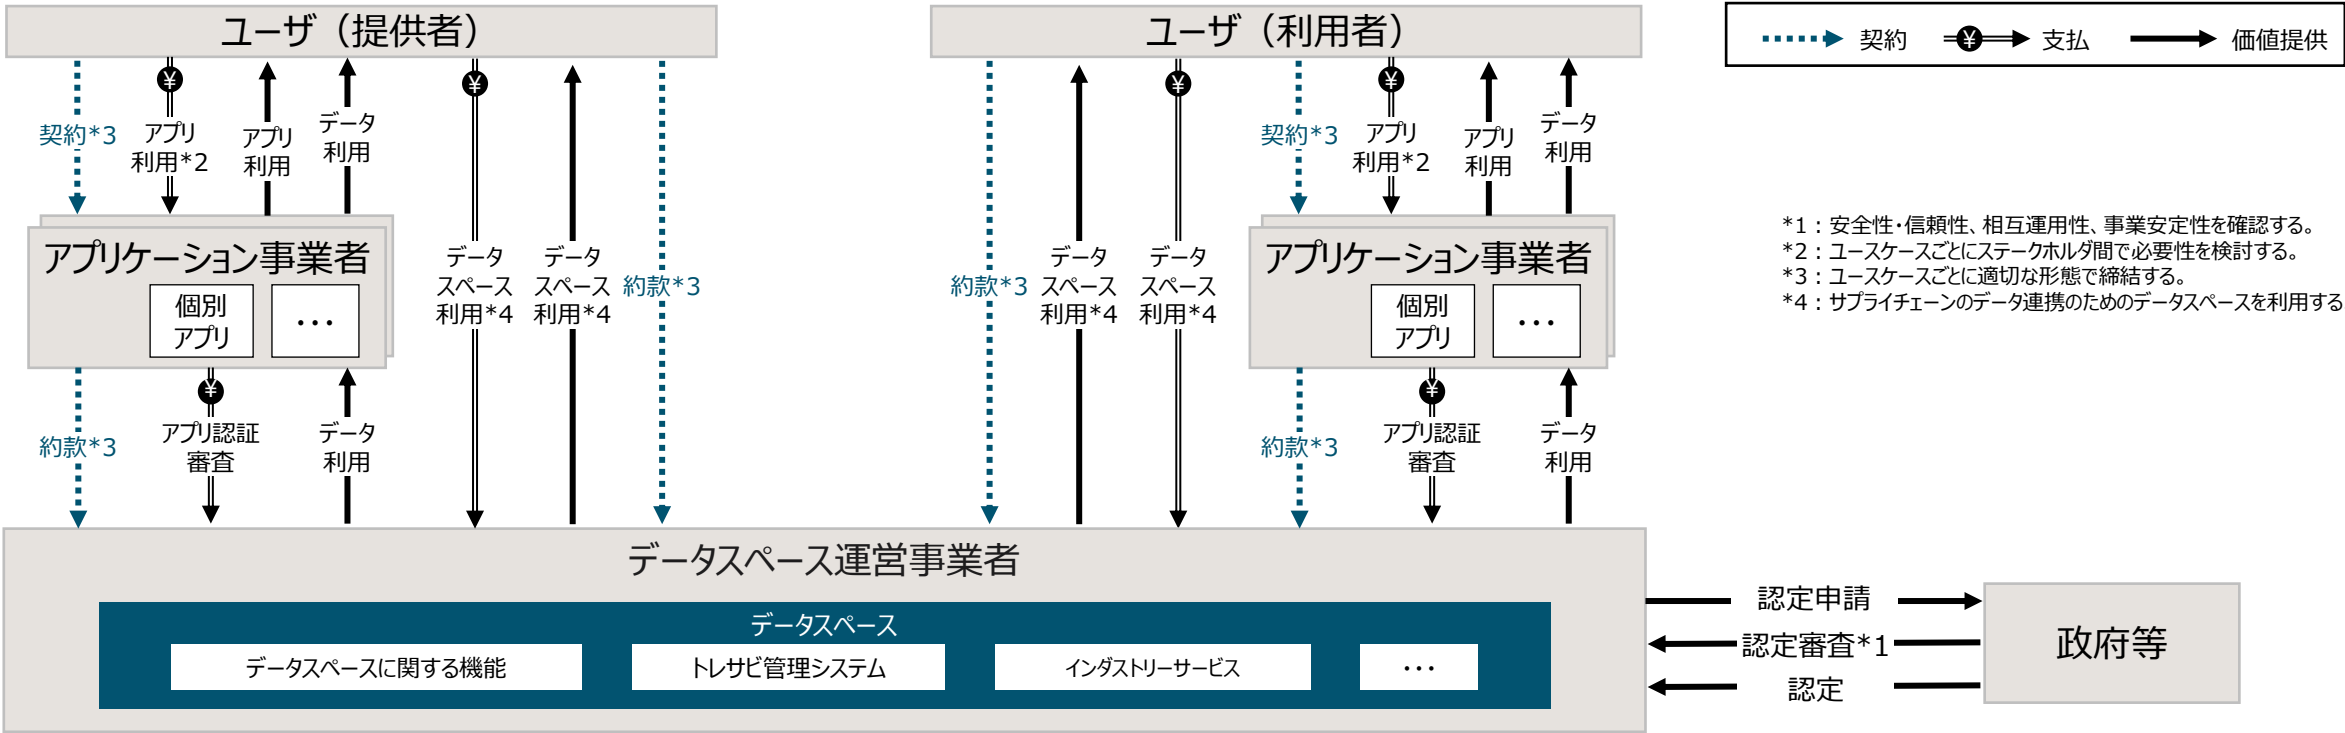 ユーザ（提供者）
ユーザ（利用者）
契約
¥
支払
価値提供
¥
¥
¥
¥
契約*3
アプリ
利用*2
アプリ
利用
データ
利用
契約*3
アプリ
利用*2
アプリ
利用
データ
利用
アプリケーション事業者
個別
アプリ
･･･
データ
スペース
利用*4
データ
スペース
利用*4
約款*3
約款*3
データ
スペース
利用*4
データ
スペース
利用*4
アプリケーション事業者
個別
アプリ
･･･
*1：安全性･信頼性、相互運用性、事業安定性を確認する。
*2：ユースケースごとにステークホルダ間で必要性を検討する。
*3：ユースケースごとに適切な形態で締結する。
*4：サプライチェーンのデータ連携のためのデータスペースを利用する
¥
¥
約款*3
アプリ認証
審査
データ
利用
約款*3
アプリ認証
審査
データ
利用
データスペース運営事業者
データスペース
データスペースに関する機能
トレサビ管理システム
インダストリーサービス
･･･
認定申請
認定審査*1
認定
政府等